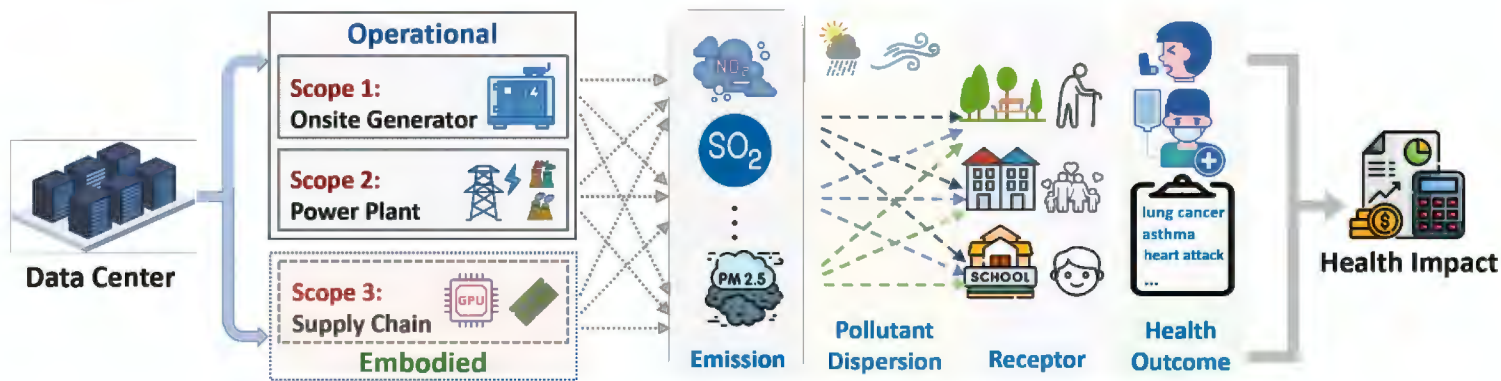 Data Center
Operational
Scope 1:
Onsite Generator
Scope 2:
Power Plant
Scope 3:
Supply Chain
GPU
Embodied
NO₂
SO₂
PM 2.5
Emission
Pollutant
Dispersion
SCHOOL
Receptor
lung cancer
asthma
heart attack
...
Health
Outcome
Health Impact